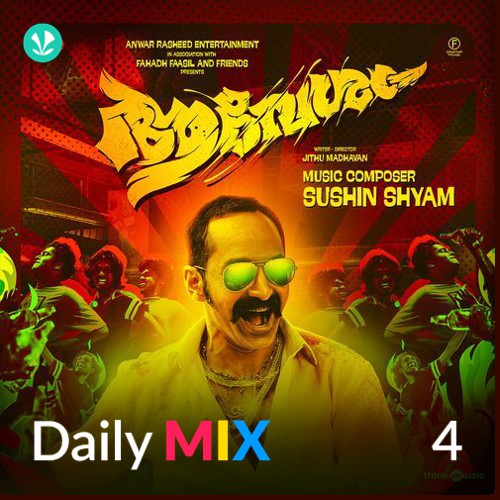 ANWAR RASHEED ENTERTAINMENT
IN ASSOCIATION WITH
FAHADH FAASIL AND FRIENDS
PRESENTS
ആവേശം
WRITER - DIRECTOR
JITHU MADHAVAN
MUSIC COMPOSER
SUSHIN SHYAM
Daily MIX 4
think music